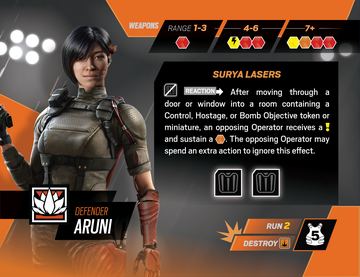 WEAPONS RANGE 1-3 4-6 7+
SURYA LASERS
REACTION After moving through a
door or window into a room containing a
Control, Hostage, or Bomb Objective token or
miniature, an opposing Operator receives a !
and sustain a . The opposing Operator may
spend an extra action to ignore this effect.
DEFENDER
ARUNI
RUN 2
DESTROY
5